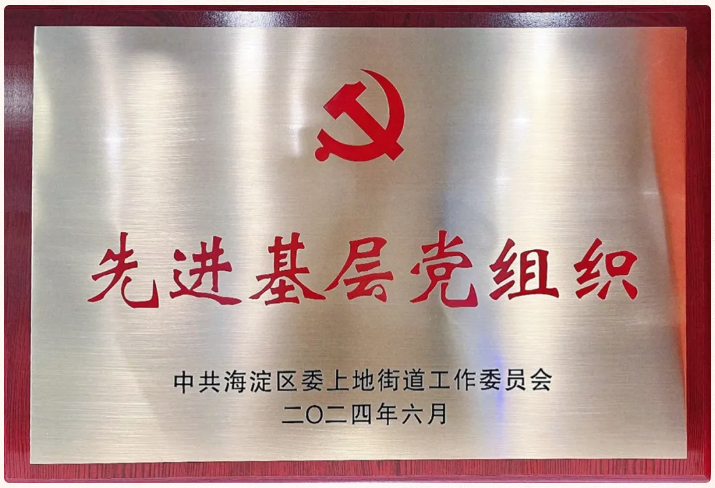 先进基层党组织
中共海淀区委上地街道工作委员会
二〇二四年六月